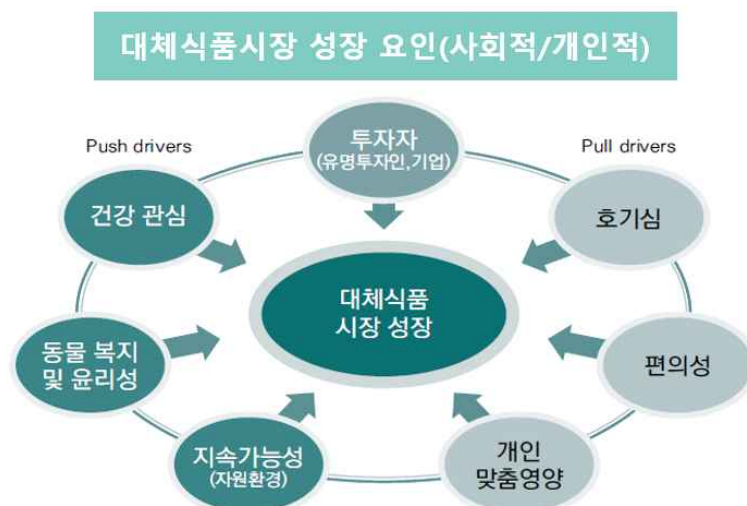 대체식품시장 성장 요인(사회적/개인적)
Push drivers
투자자
(유명투자인,기업)
Pull drivers
건강 관심
호기심
대체식품
시장 성장
동물 복지
및 윤리성
편의성
지속가능성
(자원환경)
개인
맞춤영양